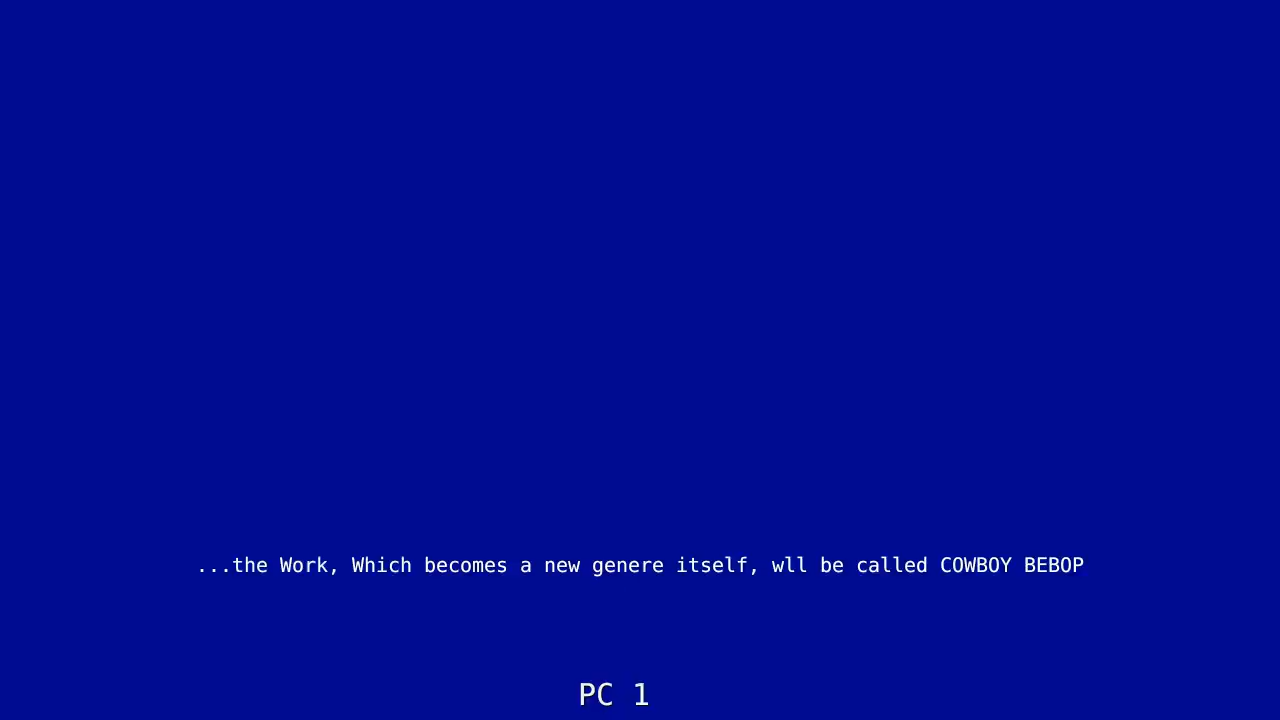 ...the Work, Which becomes a new genere itself, wll be called COWBOY BEBOP
PC 1